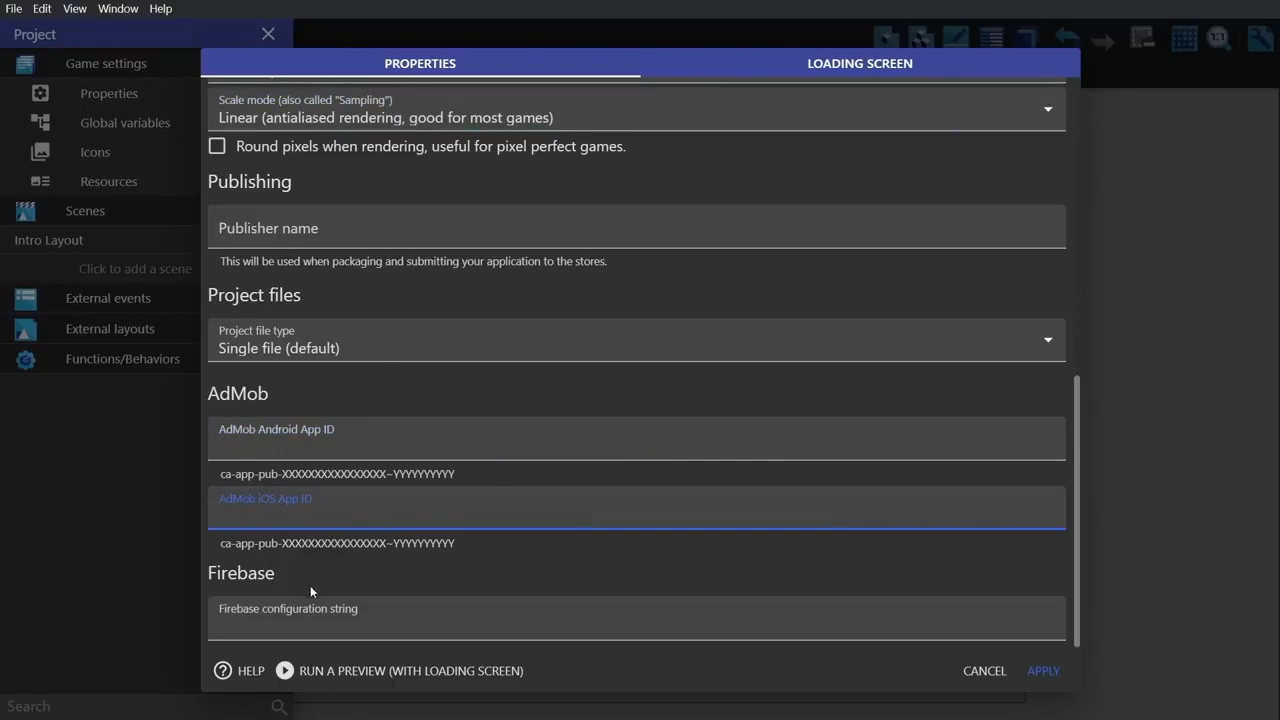 File Edit View Window Help
Project
Game settings
Properties
Global variables
Icons
Resources
Scenes
Intro Layout
Click to add a scene
External events
External layouts
Functions/Behaviors
Search
1:1
PROPERTIES LOADING SCREEN
Scale mode (also called "Sampling")
Linear (antialiased rendering, good for most games)
Round pixels when rendering, useful for pixel perfect games.
Publishing
Publisher name
This will be used when packaging and submitting your application to the stores.
Project files
Project file type
Single file (default)
AdMob
AdMob Android App ID
ca-app-pub-XXXXXXXXXXXXXXXX~YYYYYYYYYY
AdMob iOS App ID
ca-app-pub-XXXXXXXXXXXXXXXX~YYYYYYYYYY
Firebase
Firebase configuration string
HELP RUN A PREVIEW (WITH LOADING SCREEN) CANCEL APPLY